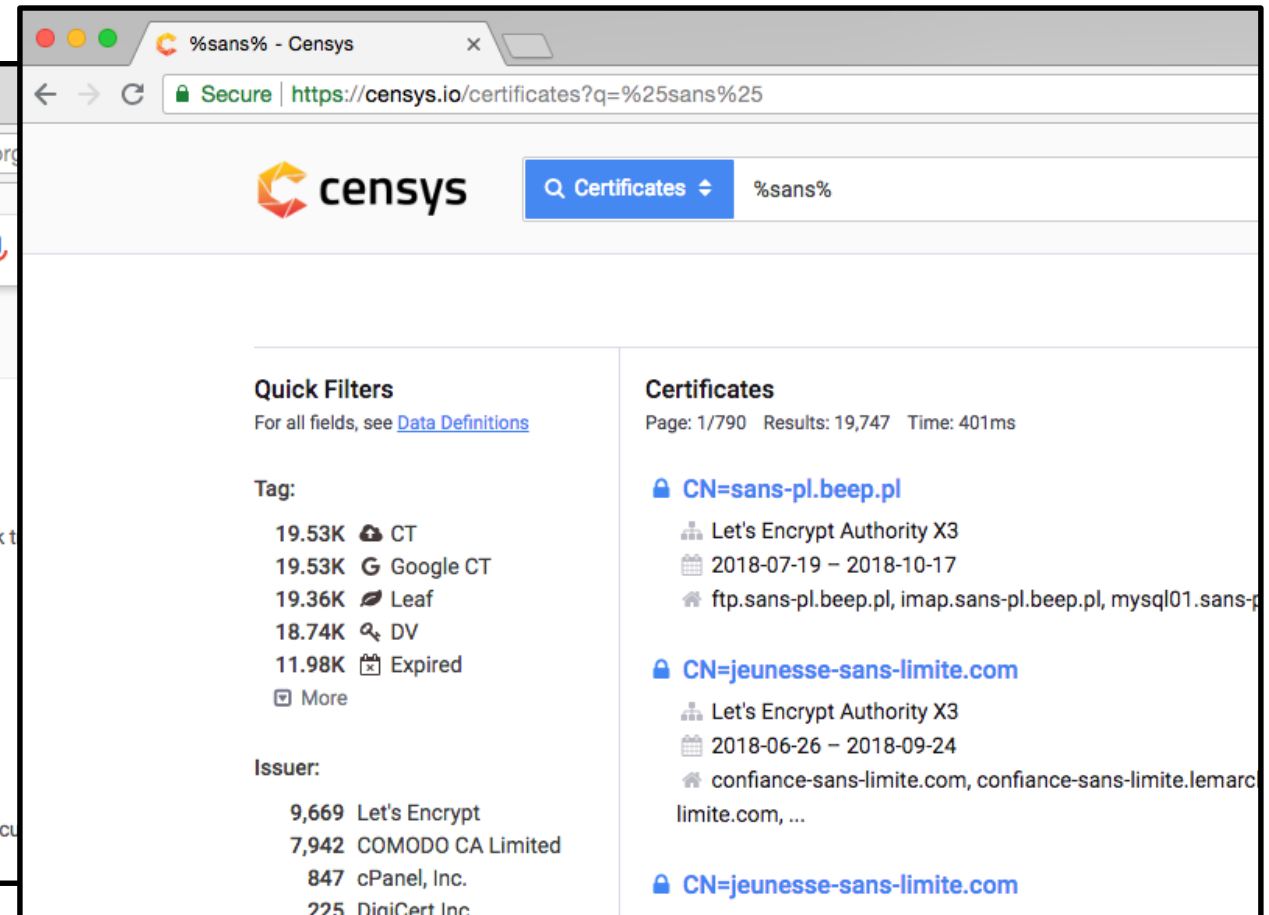 %sans% - Censys
Secure | https://censys.io/certificates?q=%25sans%25
censys
Certificates
%sans%
Quick Filters
For all fields, see Data Definitions
Tag:
19.53K CT
19.53K Google CT
19.36K Leaf
18.74K DV
11.98K Expired
More
Issuer:
9,669 Let's Encrypt
7,942 COMODO CA Limited
847 cPanel, Inc.
225 DigiCert Inc
Certificates
Page: 1/790 Results: 19,747 Time: 401ms
CN=sans-pl.beep.pl
Let's Encrypt Authority X3
2018-07-19 – 2018-10-17
ftp.sans-pl.beep.pl, imap.sans-pl.beep.pl, mysql01.sans-p
CN=jeunesse-sans-limite.com
Let's Encrypt Authority X3
2018-06-26 – 2018-09-24
confiance-sans-limite.com, confiance-sans-limite.lemarc
limite.com, ...
CN=jeunesse-sans-limite.com